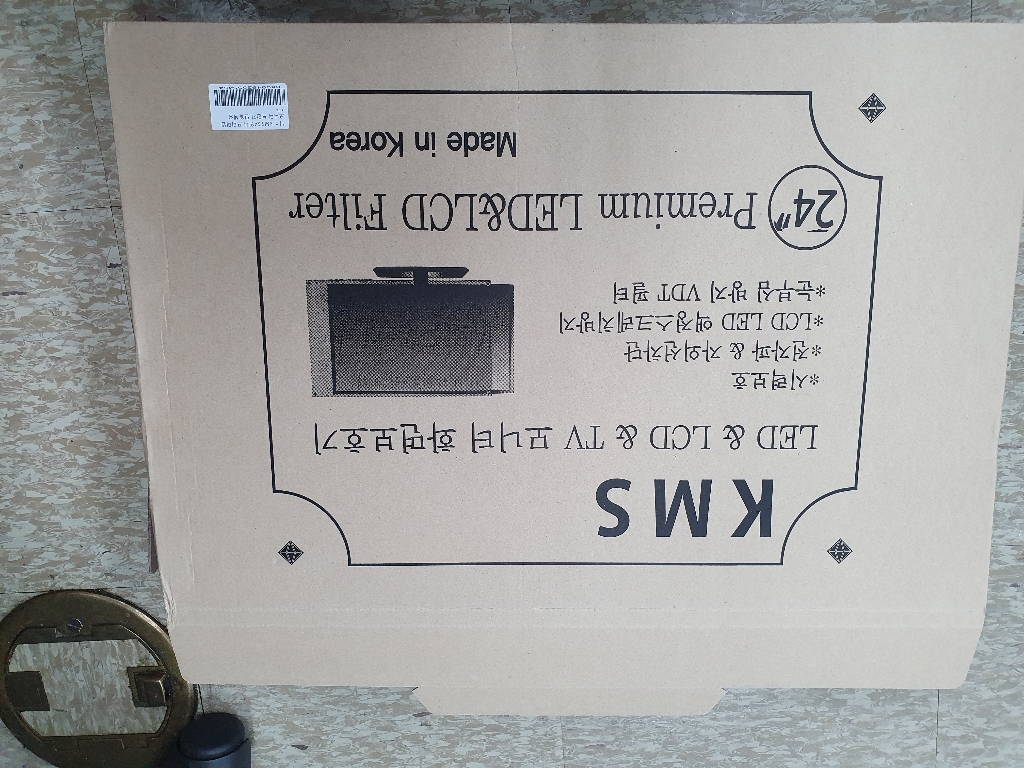 KMS
LED & LCD & TV 모니터 화면보호기
*시력보호
*전자파 & 자외선차단
*LCD LED 액정스크래치방지
*눈부심 방지 VDT 필터
24" Premium LED&LCD Filter
Made in Korea